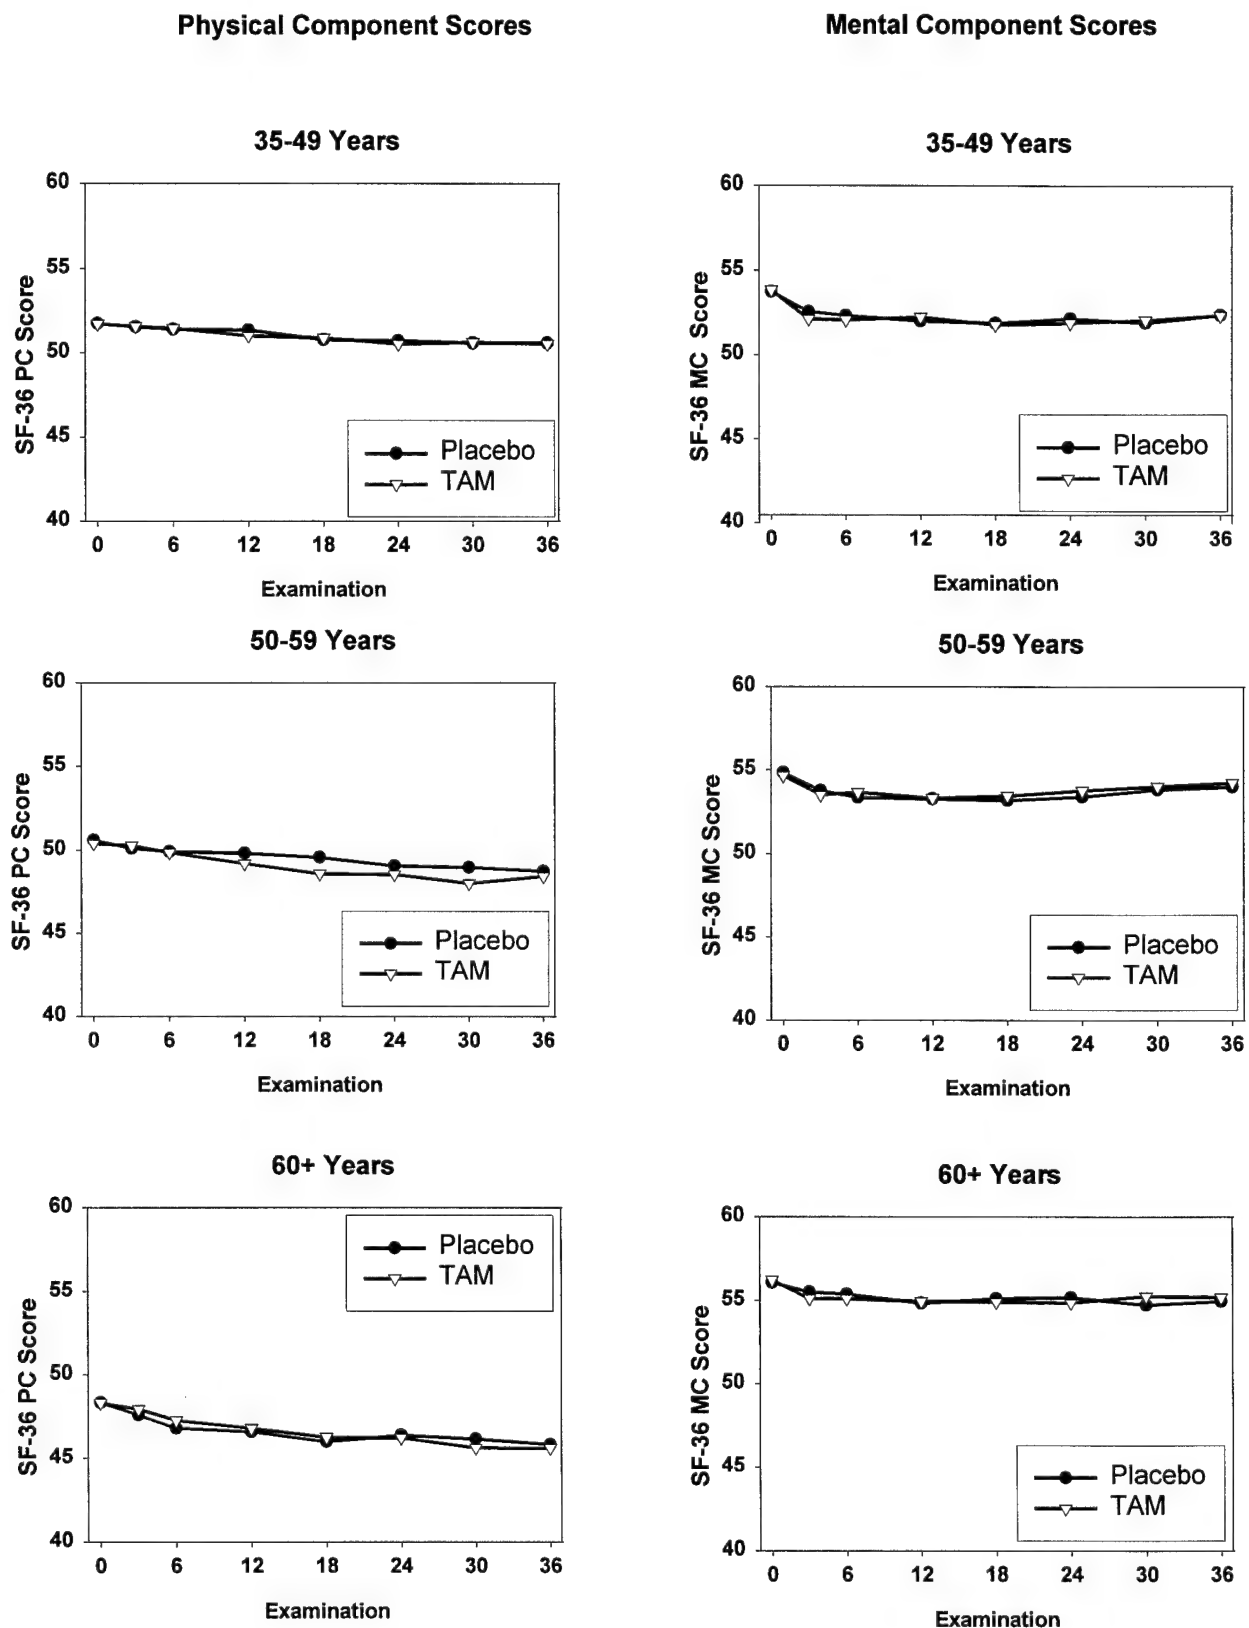 Physical Component Scores
Mental Component Scores
35-49 Years
SF-36 PC Score
60
55
50
45
40
Placebo
TAM
0 6 12 18 24 30 36
Examination
35-49 Years
SF-36 MC Score
60
55
50
45
40
Placebo
TAM
0 6 12 18 24 30 36
Examination
50-59 Years
SF-36 PC Score
60
55
50
45
40
Placebo
TAM
0 6 12 18 24 30 36
Examination
50-59 Years
SF-36 MC Score
60
55
50
45
40
Placebo
TAM
0 6 12 18 24 30 36
Examination
60+ Years
SF-36 PC Score
60
55
50
45
40
Placebo
TAM
0 6 12 18 24 30 36
Examination
60+ Years
SF-36 MC Score
60
55
50
45
40
Placebo
TAM
0 6 12 18 24 30 36
Examination